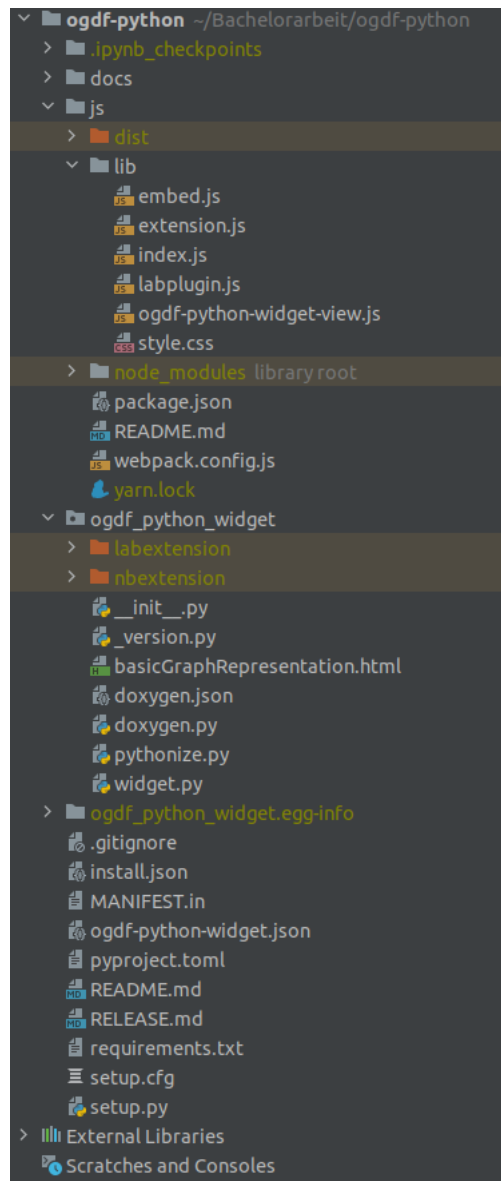 ogdf-python ~/Bachelorarbeit/ogdf-python
.ipynb_checkpoints
docs
js
dist
lib
embed.js
extension.js
index.js
labplugin.js
ogdf-python-widget-view.js
style.css
node_modules library root
package.json
README.md
webpack.config.js
yarn.lock
ogdf_python_widget
labextension
nbextension
__init__.py
_version.py
basicGraphRepresentation.html
doxygen.json
doxygen.py
pythonize.py
widget.py
ogdf_python_widget.egg-info
.gitignore
install.json
MANIFEST.in
ogdf-python-widget.json
pyproject.toml
README.md
RELEASE.md
requirements.txt
setup.cfg
setup.py
External Libraries
Scratches and Consoles